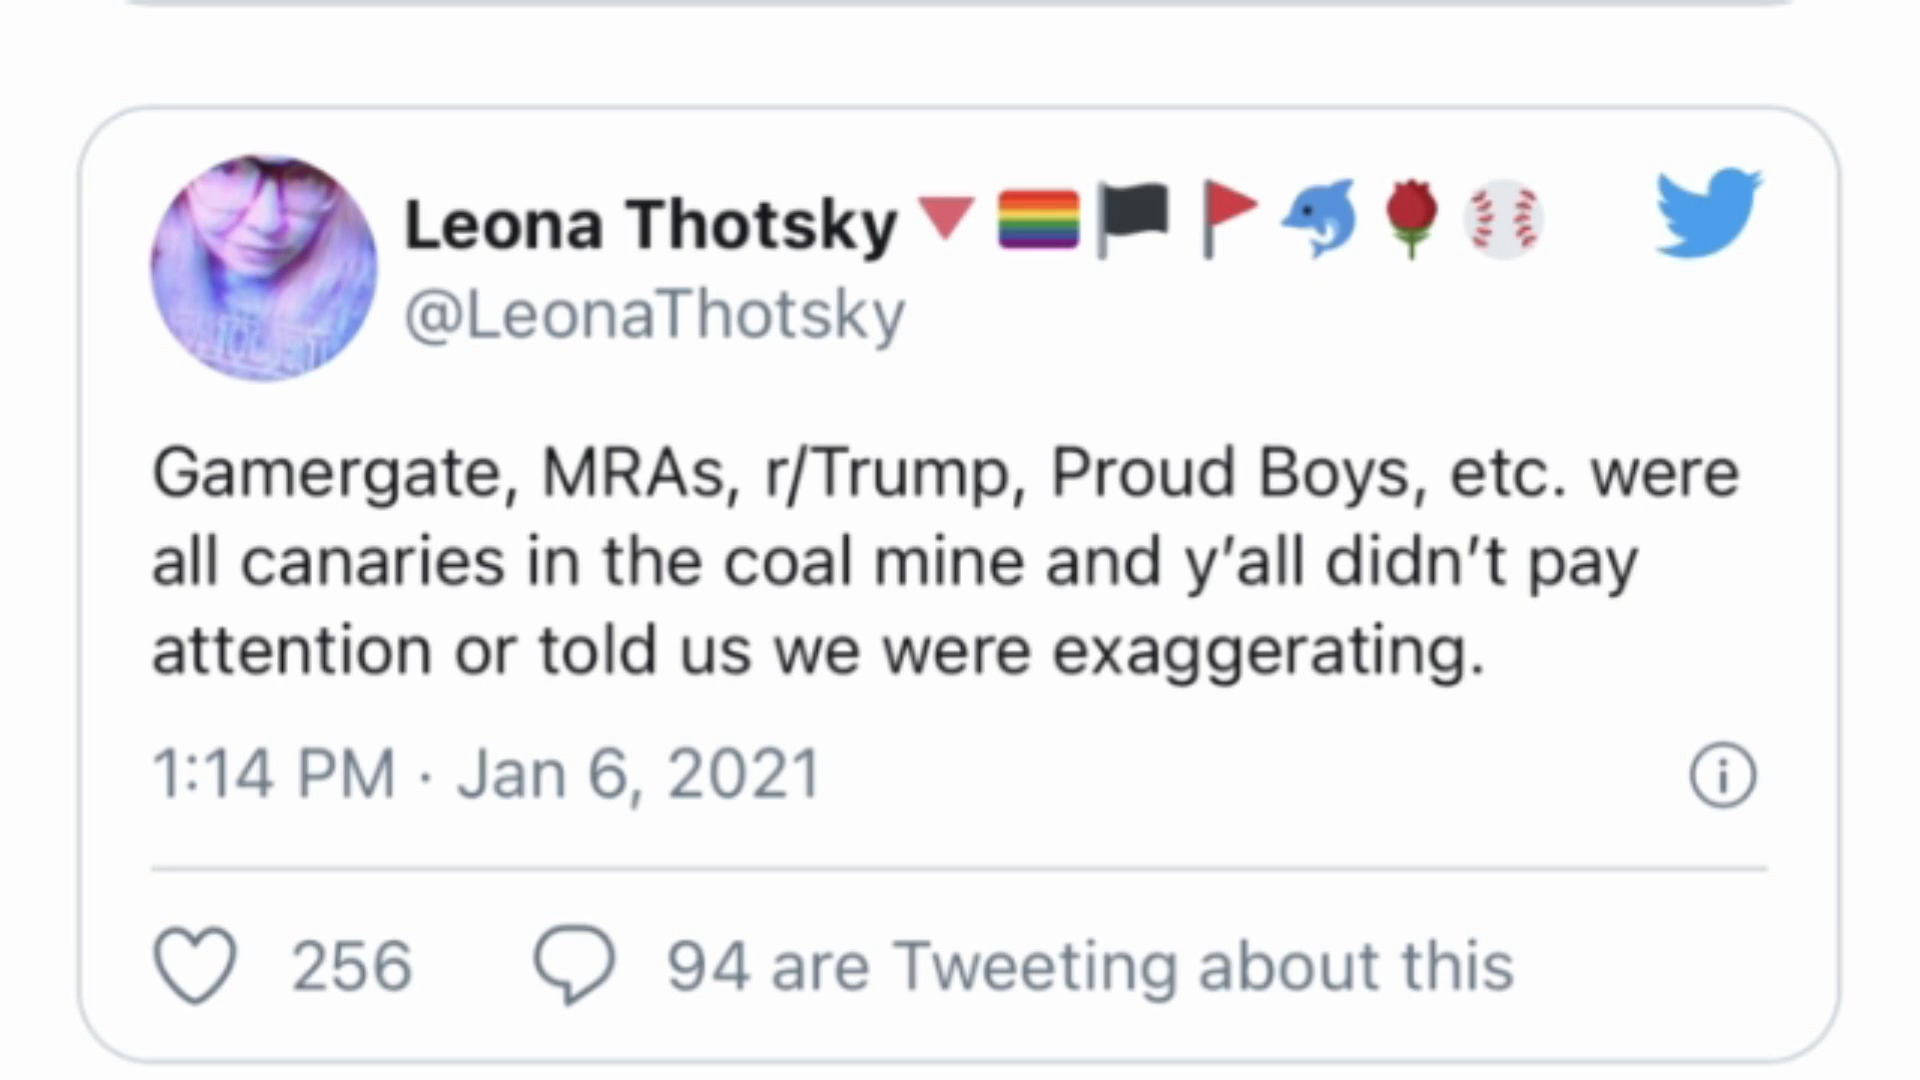 Leona Thotsky🔻🏳️‍🌈🏴🚩🐬🌹⚾
@LeonaThotsky
Gamergate, MRAs, r/Trump, Proud Boys, etc. were
all canaries in the coal mine and y’all didn’t pay
attention or told us we were exaggerating.
1:14 PM · Jan 6, 2021
256 94 are Tweeting about this